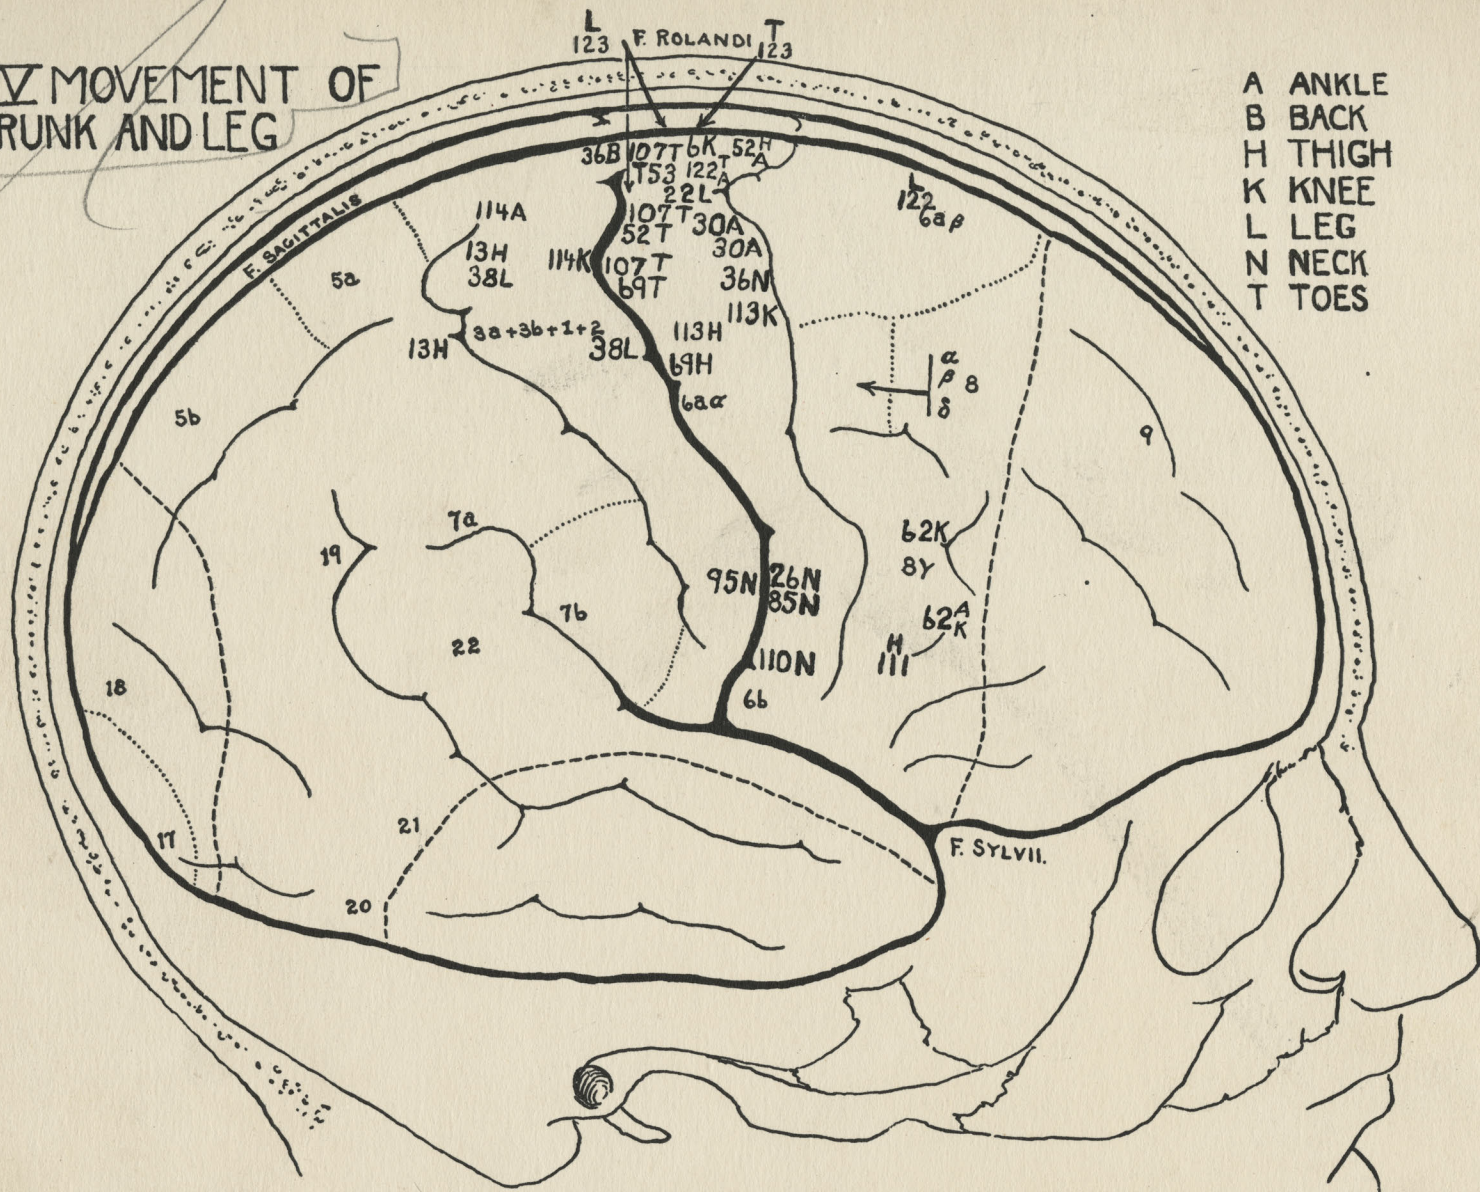 V MOVEMENT OF
RUNK AND LEG
L
123
F. ROLANDI
T
123
A ANKLE
B BACK
H THIGH
K KNEE
L LEG
N NECK
T TOES
F. SAGITTALIS
36B
107T
6K
52H
A
T53
122T
A
22L
107T
30A
52T
30A
114A
13H
38L
114K
107T
69T
36N
113K
L
122
6aβ
5a
3a+3b+1+2
13H
38L
113H
69H
6aα
α
β 8
δ
5b
9
7a
19
62K
8γ
95N
26N
85N
7b
62A
K
22
H
111
110N
6b
18
17
21
F. SYLVII.
20